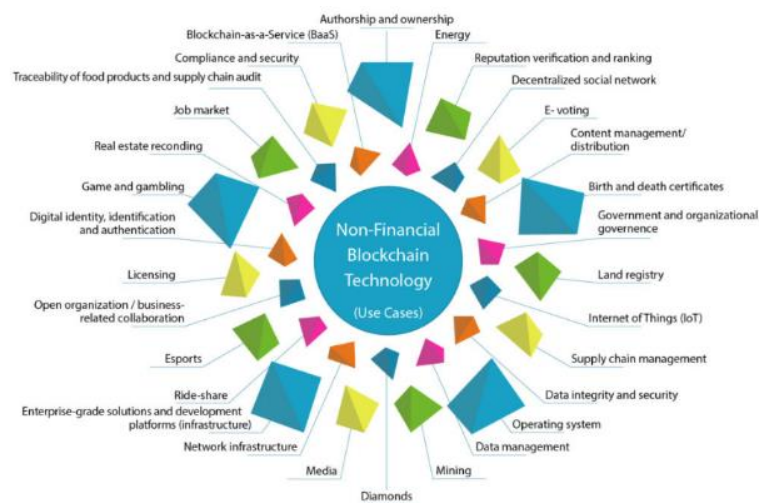 Authorship and ownership
Blockchain-as-a-Service (BaaS)
Energy
Compliance and security
Reputation verification and ranking
Traceability of food products and supply chain audit
Decentralized social network
Job market
E- voting
Real estate reconding
Content management/
distribution
Game and gambling
Birth and death certificates
Digital identity, identification
and authentication
Government and organizational
governence
Licensing
Land registry
Open organization / business-
related collaboration
Internet of Things (IoT)
Esports
Supply chain management
Ride-share
Data integrity and security
Enterprise-grade solutions and development
platforms (infrastructure)
Operating system
Network infrastructure
Data management
Media
Mining
Diamonds
Non-Financial
Blockchain
Technology
(Use Cases)